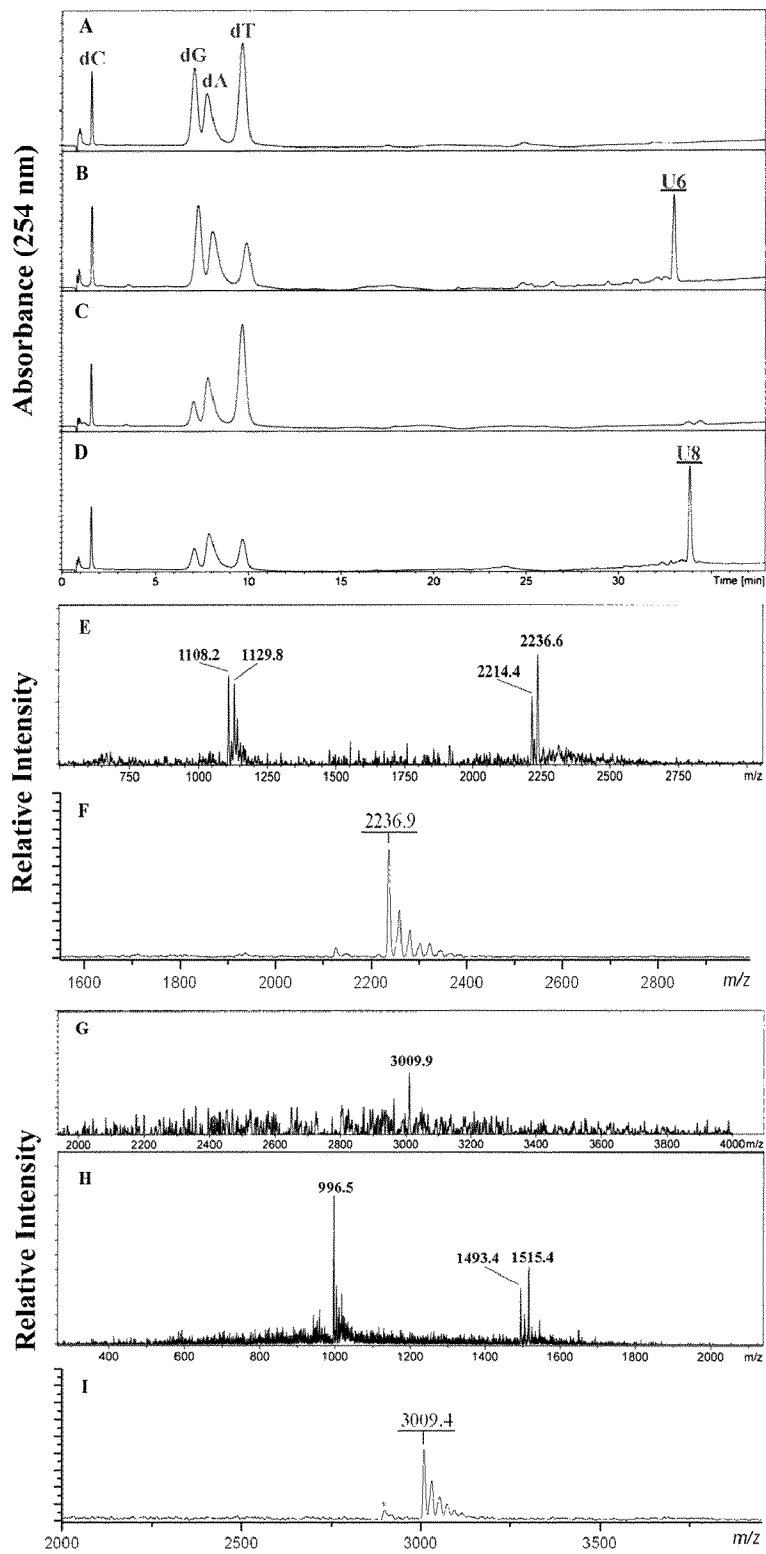 A
dC
dG
dA
dT
B
U6
C
D
U8
0 5 10 15 20 25 30 Time [min]
Absorbance (254 nm)
E
1108.2
1129.8
2214.4
2236.6
750 1000 1250 1500 1750 2000 2250 2500 2750 m/z
F
2236.9
1600 1800 2000 2200 2400 2600 2800 m/z
Relative Intensity
G
3009.9
2000 2200 2400 2600 2800 3000 3200 3400 3600 3800 4000 m/z
H
996.5
1493.4
1515.4
400 600 800 1000 1200 1400 1600 1800 2000 m/z
Relative Intensity
I
3009.4
2000 2500 3000 3500 m/z